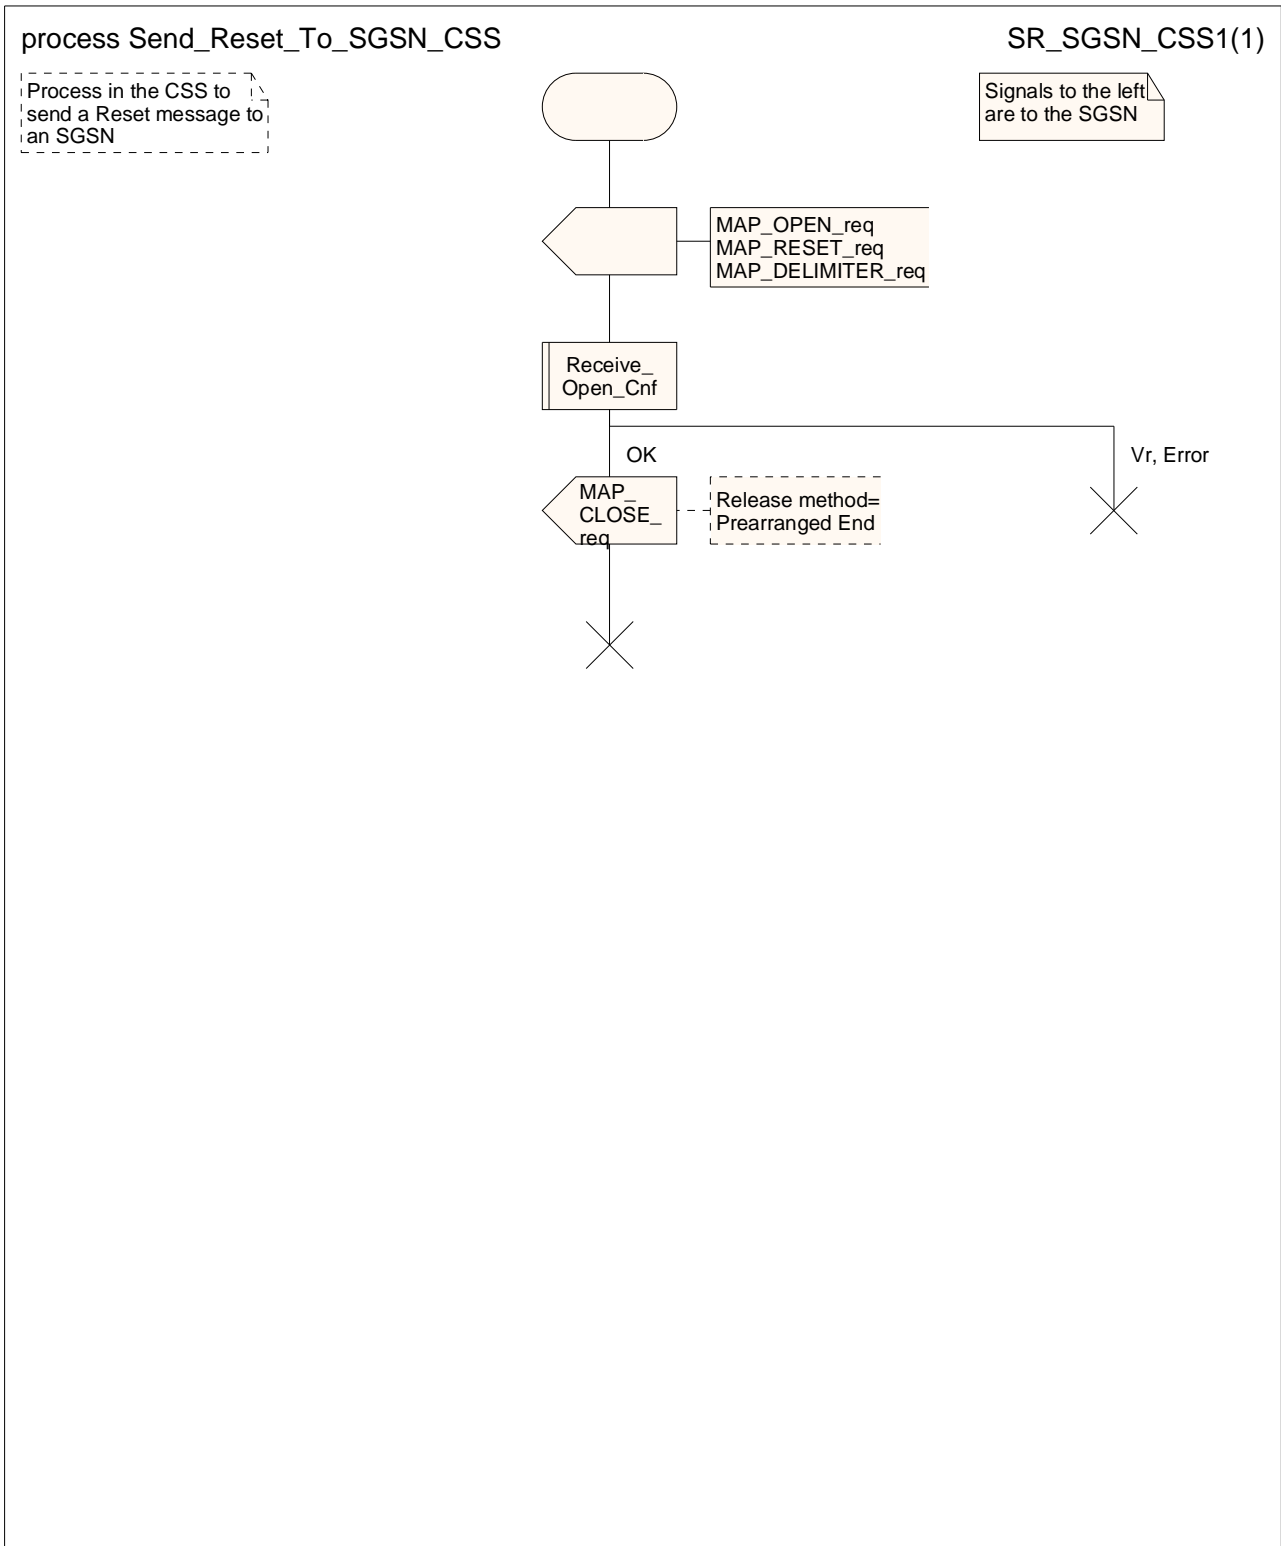 process Send_Reset_To_SGSN_CSS
SR_SGSN_CSS1(1)
Process in the CSS to
send a Reset message to
an SGSN
Signals to the left
are to the SGSN
MAP_OPEN_req
MAP_RESET_req
MAP_DELIMITER_req
Receive_
Open_Cnf
OK
Vr, Error
MAP_
CLOSE_
req
Release method=
Prearranged End